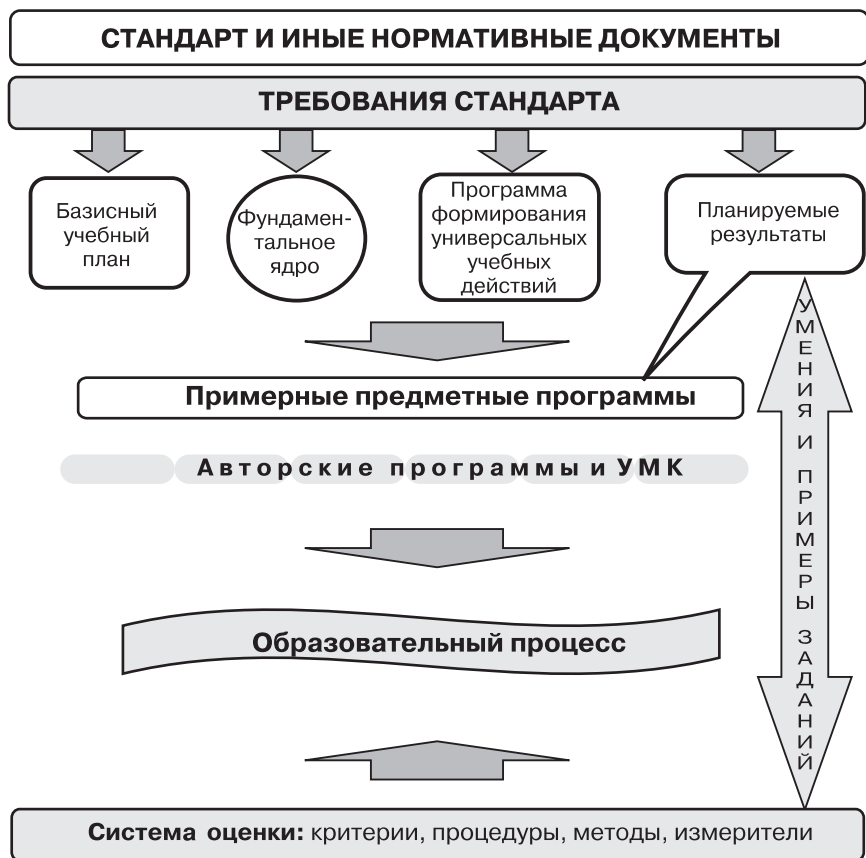 СТАНДАРТ И ИНЫЕ НОРМАТИВНЫЕ ДОКУМЕНТЫ
ТРЕБОВАНИЯ СТАНДАРТА
Базисный
учебный
план
Фундамен-
тальное
ядро
Программа
формирования
универсальных
учебных
действий
Планируемые
результаты
УМЕНИЯ И ПРИМЕРЫ ЗАДАНИЙ
Примерные предметные программы
Авторские программы и УМК
Образовательный процесс
Система оценки: критерии, процедуры, методы, измерители